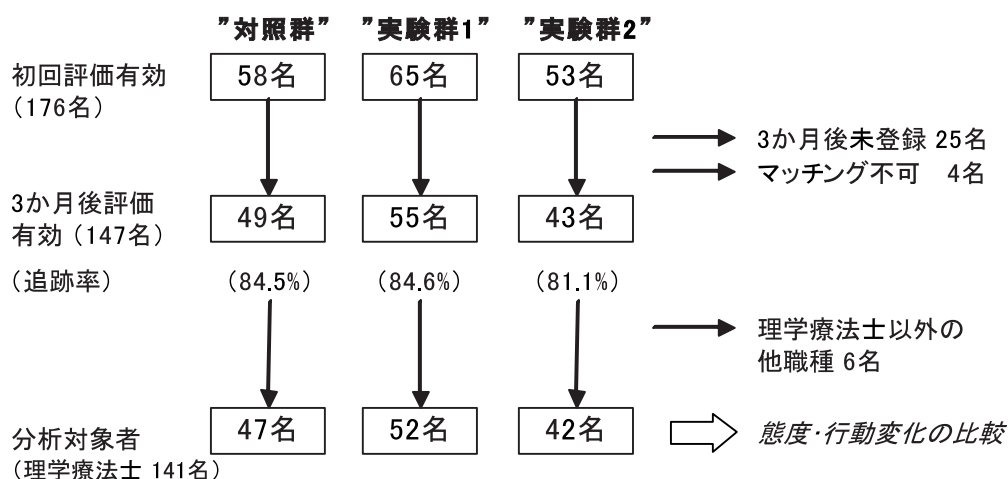 ”対照群” ”実験群1” ”実験群2”
初回評価有効 58名 65名 53名
（176名）
3か月後未登録 25名
マッチング不可 4名
3か月後評価 49名 55名 43名
有効（147名）
（追跡率） （84.5%） （84.6%） （81.1%）
理学療法士以外の
他職種 6名
分析対象者 47名 52名 42名 態度・行動変化の比較
（理学療法士 141名）